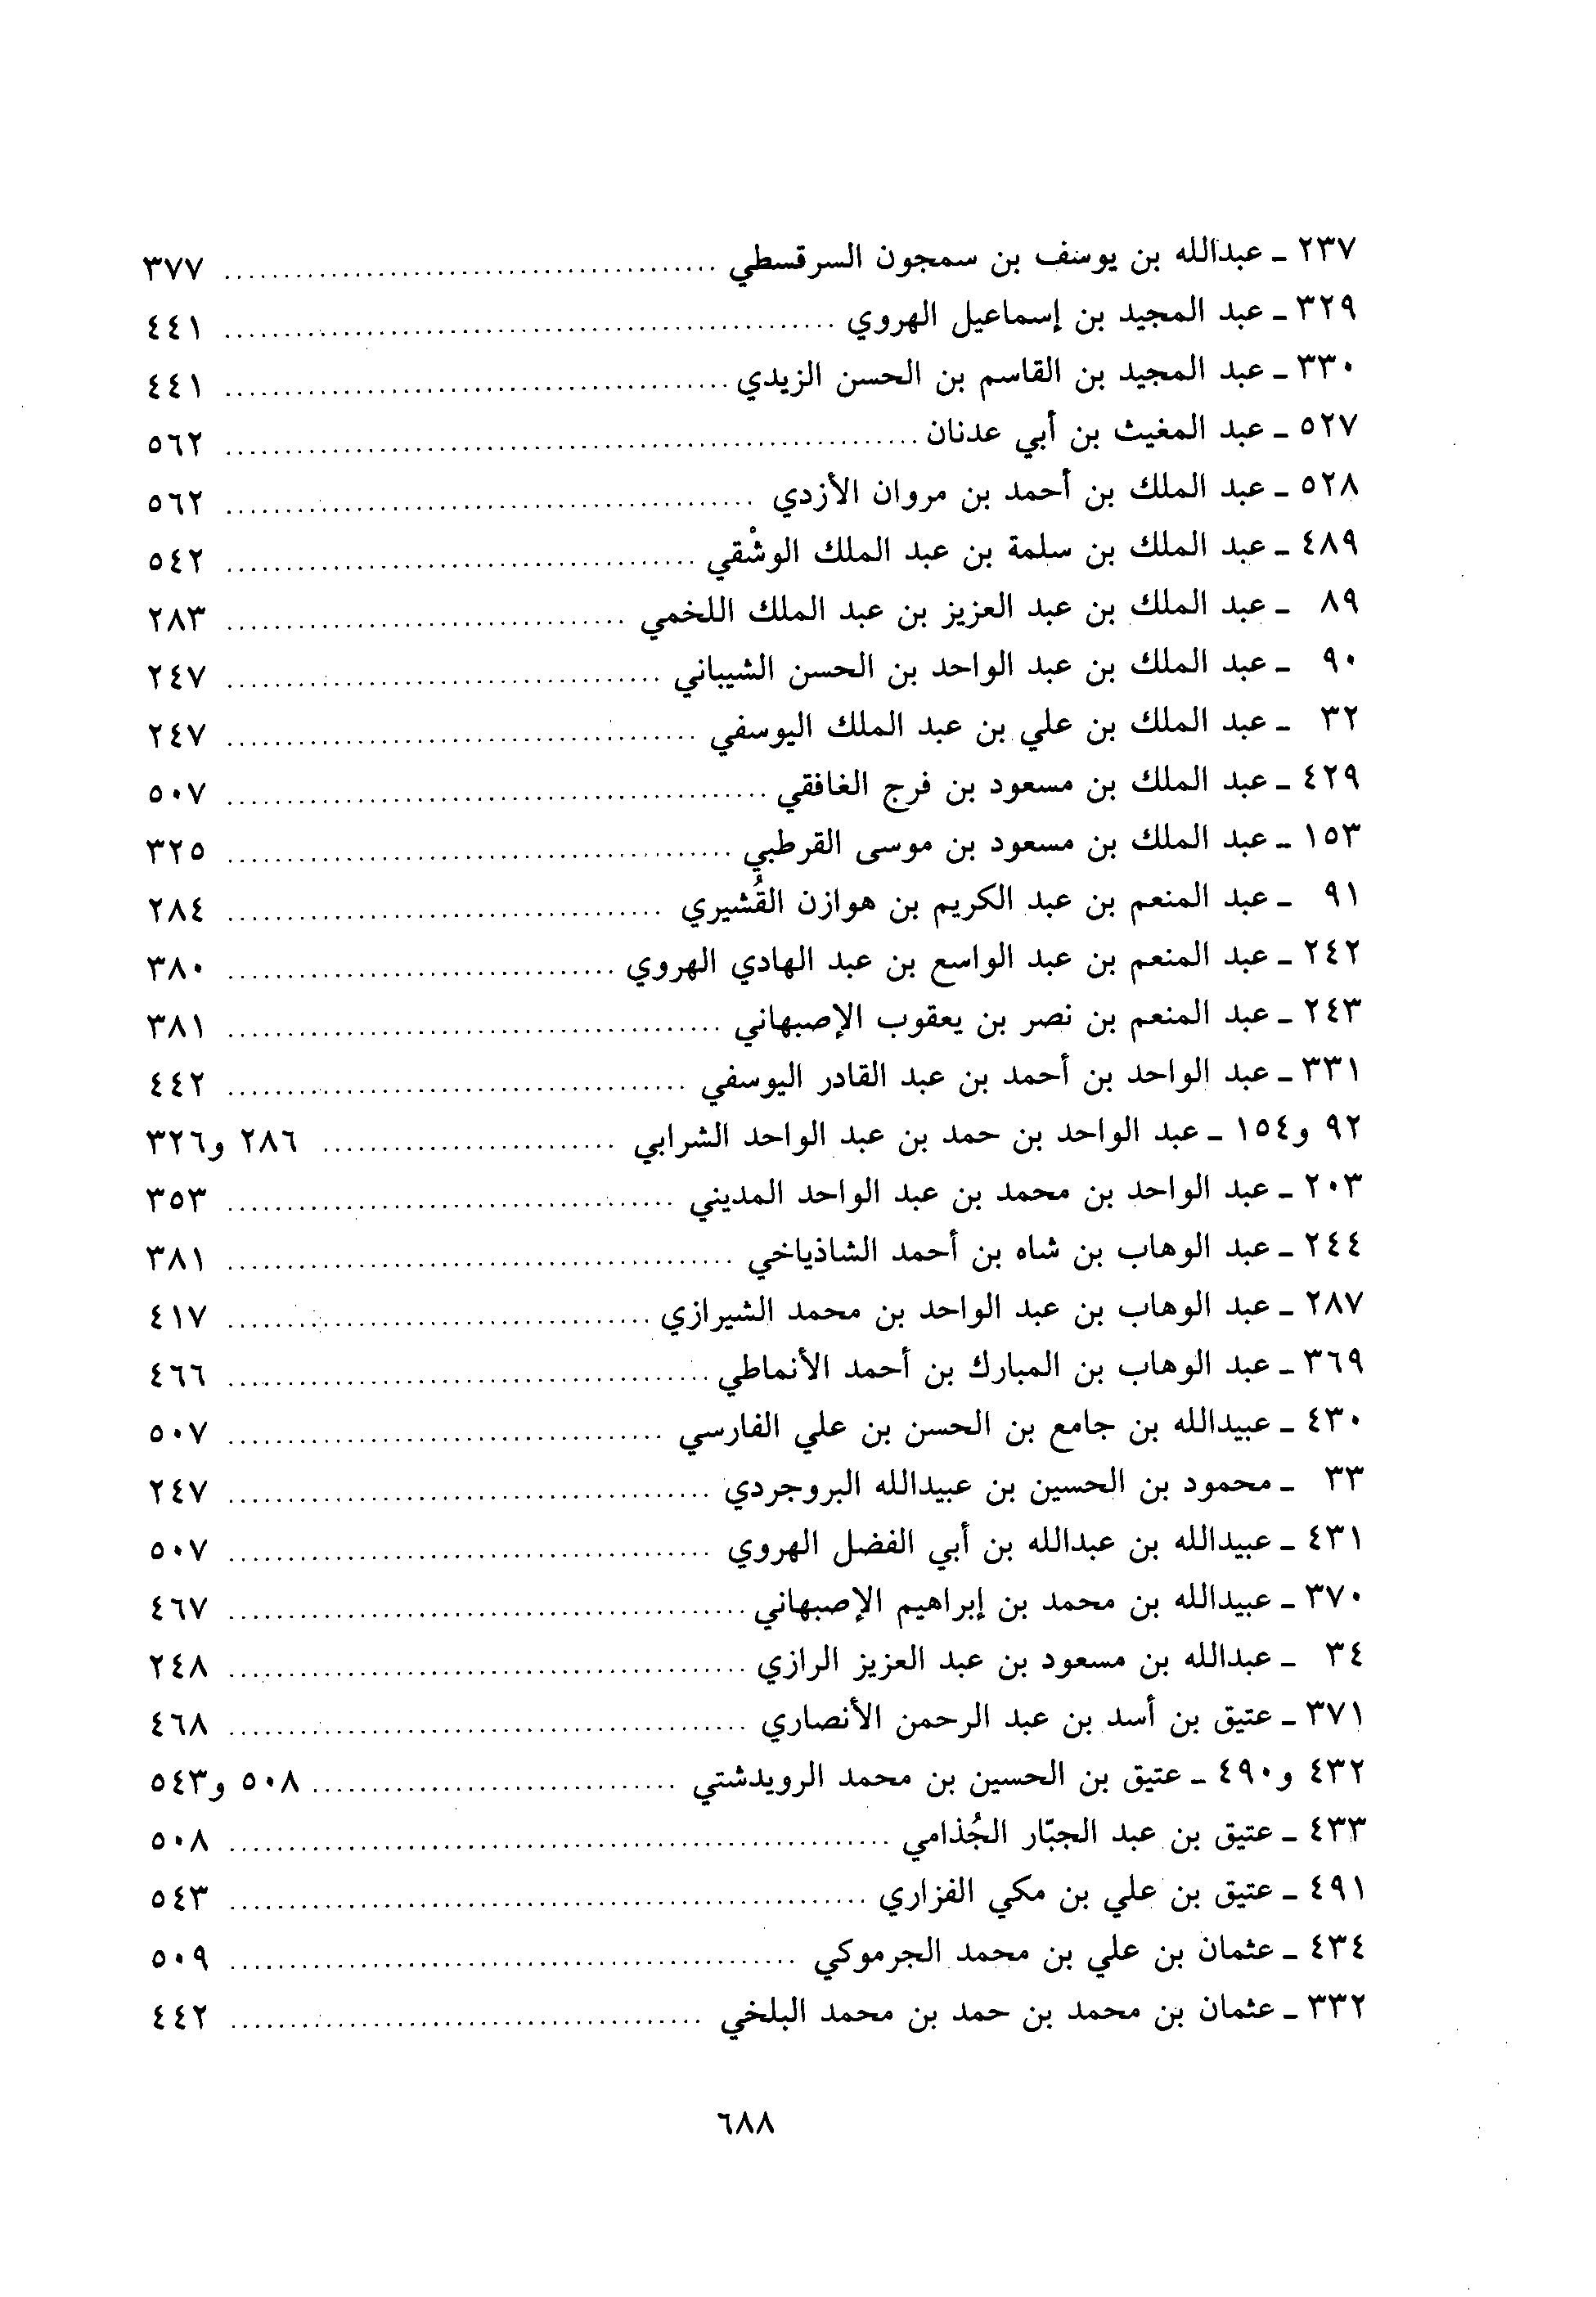 ٢٣٧ ـ عبدالله بن يوسف بن سمجون السرقسطي ........ ٣٧٧
٣٢٩ ـ عبد المجيد بن إسماعيل الهروي ........ ٤٤١
٣٣٠ ـ عبد المجيد بن القاسم بن الحسن الزيدي ........ ٤٤١
٥٢٧ ـ عبد المغيث بن أبي عدنان ........ ٥٦٢
٥٢٨ ـ عبد الملك بن أحمد بن مروان الأزدي ........ ٥٦٢
٤٨٩ ـ عبد الملك بن سلمة بن عبد الملك الوشْقي ........ ٥٤٢
٨٩ ـ عبد الملك بن عبد العزيز بن عبد الملك اللخمي ........ ٢٨٣
٩٠ ـ عبد الملك بن عبد الواحد بن الحسن الشيباني ........ ٢٤٧
٣٢ ـ عبد الملك بن علي بن عبد الملك اليوسفي ........ ٢٤٧
٤٢٩ ـ عبد الملك بن مسعود بن فرج الغافقي ........ ٥٠٧
١٥٣ ـ عبد الملك بن مسعود بن موسى القرطبي ........ ٣٢٥
٩١ ـ عبد المنعم بن عبد الكريم بن هوازن القُشيري ........ ٢٨٤
٢٤٢ ـ عبد المنعم بن عبد الواسع بن عبد الهادي الهروي ........ ٣٨٠
٢٤٣ ـ عبد المنعم بن نصر بن يعقوب الإصبهاني ........ ٣٨١
٣٣١ ـ عبد الواحد بن أحمد بن عبد القادر اليوسفي ........ ٤٤٢
٩٢ و١٥٤ ـ عبد الواحد بن حمد بن عبد الواحد الشرابي ........ ٢٨٦ و٣٢٦
٢٠٣ ـ عبد الواحد بن محمد بن عبد الواحد المديني ........ ٣٥٣
٢٤٤ ـ عبد الوهاب بن شاه بن أحمد الشاذياخي ........ ٣٨١
٢٨٧ ـ عبد الوهاب بن عبد الواحد بن محمد الشيرازي ........ ٤١٧
٣٦٩ ـ عبد الوهاب بن المبارك بن أحمد الأنماطي ........ ٤٦٦
٤٣٠ ـ عبيدالله بن جامع بن الحسن بن علي الفارسي ........ ٥٠٧
٣٣ ـ محمود بن الحسين بن عبيدالله البروجردي ........ ٢٤٧
٤٣١ ـ عبيدالله بن عبدالله بن أبي الفضل الهروي ........ ٥٠٧
٣٧٠ ـ عبيدالله بن محمد بن إبراهيم الإصبهاني ........ ٤٦٧
٣٤ ـ عبدالله بن مسعود بن عبد العزيز الرازي ........ ٢٤٨
٣٧١ ـ عتيق بن أسد بن عبد الرحمن الأنصاري ........ ٤٦٨
٤٣٢ و٤٩٠ ـ عتيق بن الحسين بن محمد الرويدشتي ........ ٥٠٨ و٥٤٣
٤٣٣ ـ عتيق بن عبد الجبّار الجُذامي ........ ٥٠٨
٤٩١ ـ عتيق بن علي بن مكي الفزاري ........ ٥٤٣
٤٣٤ ـ عثمان بن علي بن محمد الجرموكي ........ ٥٠٩
٣٣٢ ـ عثمان بن محمد بن حمد بن محمد البلخي ........ ٤٤٢
٦٨٨